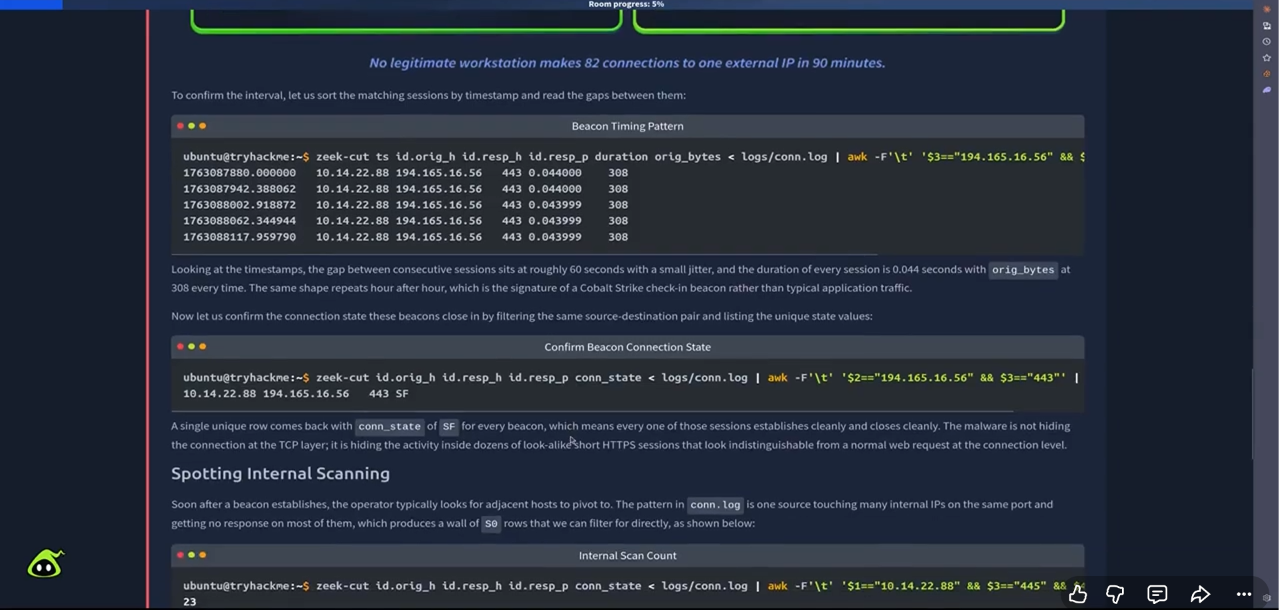 Room progress: 5%
No legitimate workstation makes 82 connections to one external IP in 90 minutes.
To confirm the interval, let us sort the matching sessions by timestamp and read the gaps between them:
Beacon Timing Pattern
ubuntu@tryhackme:~$ zeek-cut ts id.orig_h id.resp_h id.resp_p duration orig_bytes < logs/conn.log | awk -F'\t' '$3=="194.165.16.56" && $
1763087880.000000 10.14.22.88 194.165.16.56 443 0.044000 308
1763087942.388062 10.14.22.88 194.165.16.56 443 0.044000 308
1763088002.918872 10.14.22.88 194.165.16.56 443 0.043999 308
1763088062.344944 10.14.22.88 194.165.16.56 443 0.043999 308
1763088117.959790 10.14.22.88 194.165.16.56 443 0.043999 308
Looking at the timestamps, the gap between consecutive sessions sits at roughly 60 seconds with a small jitter, and the duration of every session is 0.044 seconds with orig_bytes at
308 every time. The same shape repeats hour after hour, which is the signature of a Cobalt Strike check-in beacon rather than typical application traffic.
Now let us confirm the connection state these beacons close in by filtering the same source-destination pair and listing the unique state values:
Confirm Beacon Connection State
ubuntu@tryhackme:~$ zeek-cut id.orig_h id.resp_h id.resp_p conn_state < logs/conn.log | awk -F'\t' '$2=="194.165.16.56" && $3=="443"' |
10.14.22.88 194.165.16.56 443 SF
A single unique row comes back with conn_state of SF for every beacon, which means every one of those sessions establishes cleanly and closes cleanly. The malware is not hiding
the connection at the TCP layer; it is hiding the activity inside dozens of look-alike short HTTPS sessions that look indistinguishable from a normal web request at the connection level.
Spotting Internal Scanning
Soon after a beacon establishes, the operator typically looks for adjacent hosts to pivot to. The pattern in conn.log is one source touching many internal IPs on the same port and
getting no response on most of them, which produces a wall of S0 rows that we can filter for directly, as shown below:
Internal Scan Count
ubuntu@tryhackme:~$ zeek-cut id.orig_h id.resp_h id.resp_p conn_state < logs/conn.log | awk -F'\t' '$1=="10.14.22.88" && $3=="445" &&
23